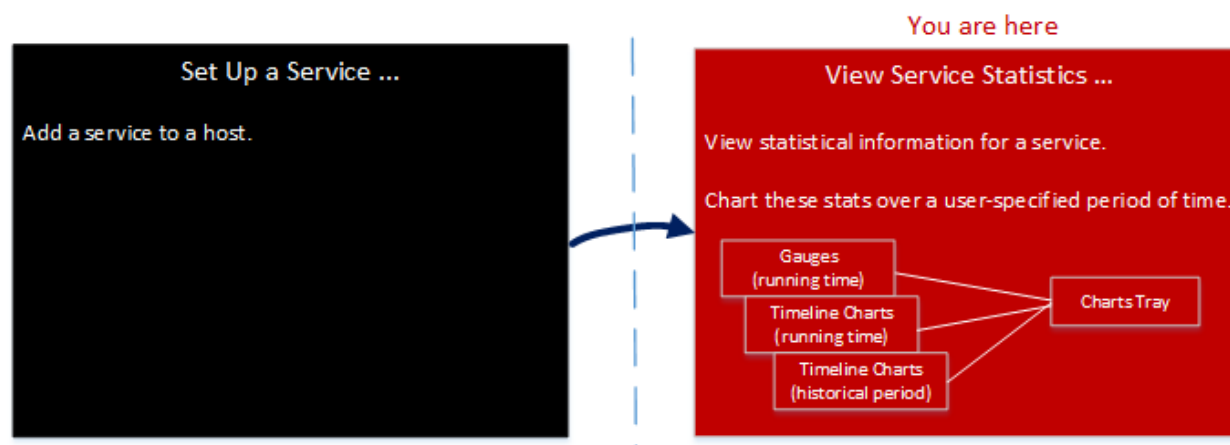 You are here
Set Up a Service ...
Add a service to a host.
View Service Statistics ...
View statistical information for a service.
Chart these stats over a user-specified period of time.
Gauges
(running time)
Timeline Charts
(running time)
Timeline Charts
(historical period)
Charts Tray